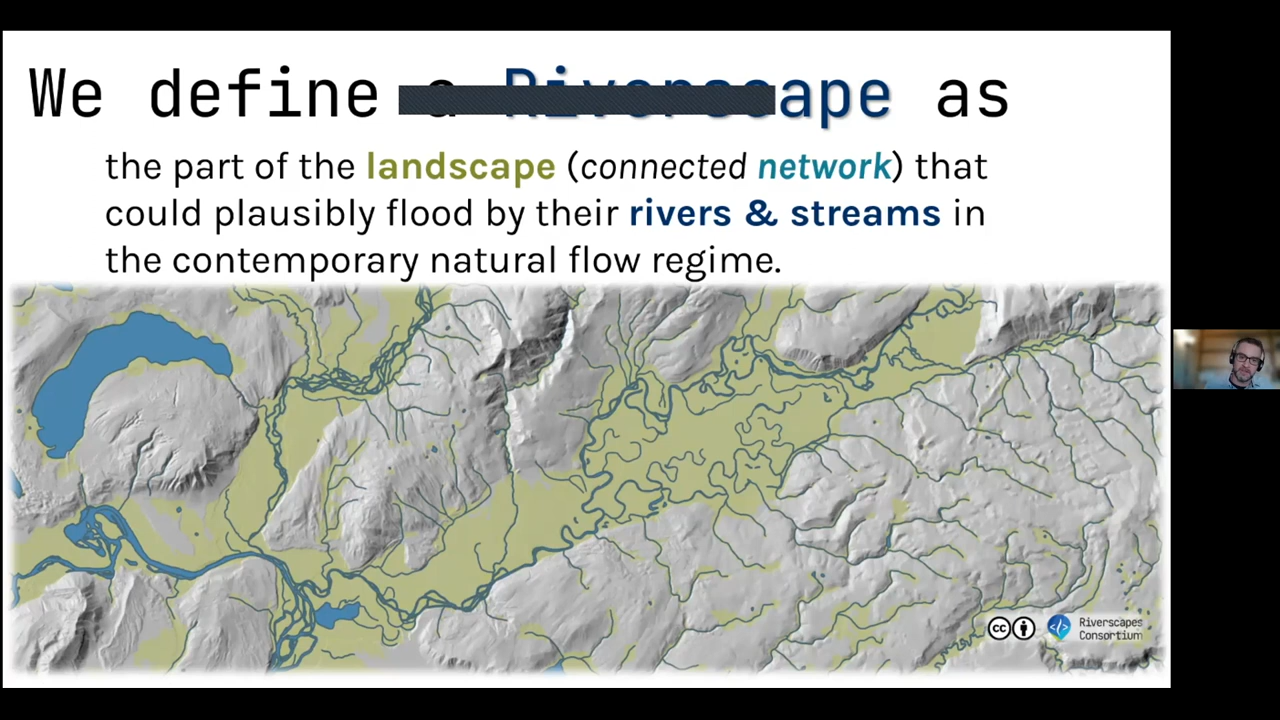 We define a Riverscape as
the part of the landscape (connected network) that
could plausibly flood by their rivers & streams in
the contemporary natural flow regime.
cc
Riverscapes
Consortium